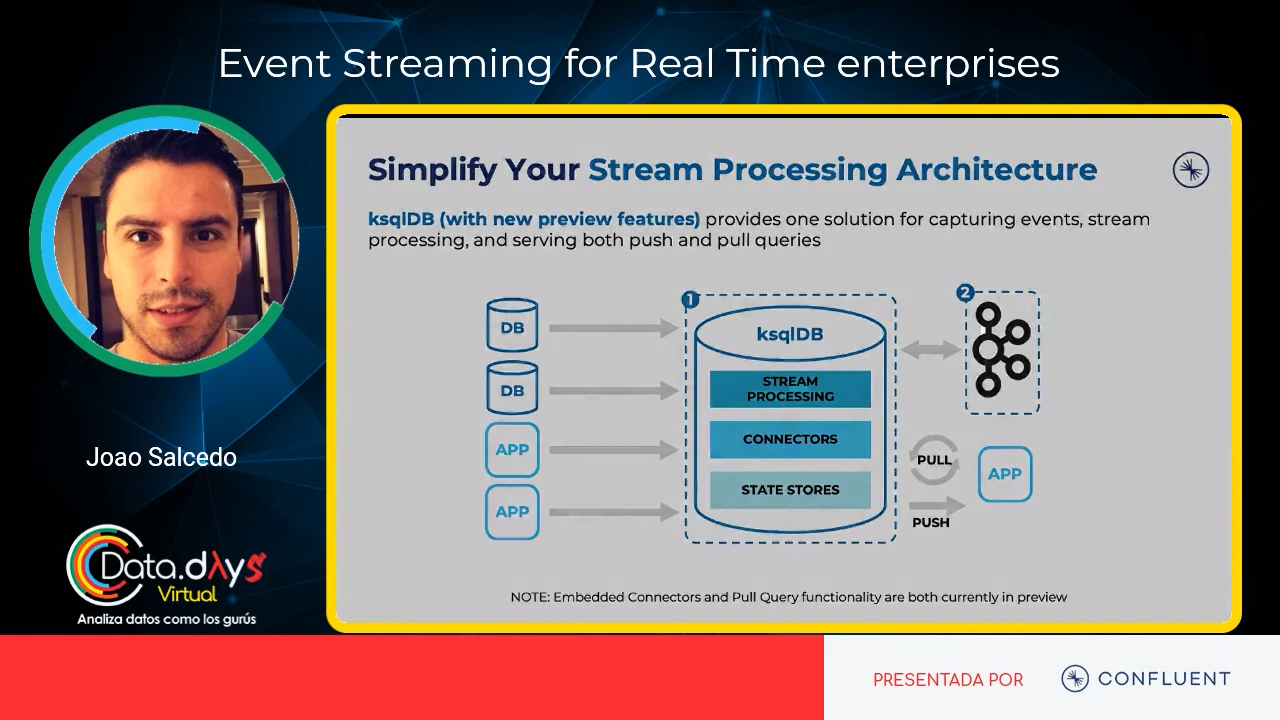 Event Streaming for Real Time enterprises
Simplify Your Stream Processing Architecture
ksqlDB (with new preview features) provides one solution for capturing events, stream
processing, and serving both push and pull queries
1
2
DB
ksqlDB
DB
STREAM
PROCESSING
APP
CONNECTORS
PULL
APP
APP
STATE STORES
PUSH
NOTE: Embedded Connectors and Pull Query functionality are both currently in preview
Joao Salcedo
Data.dλys
Virtual
Analiza datos como los gurús
PRESENTADA POR
CONFLUENT